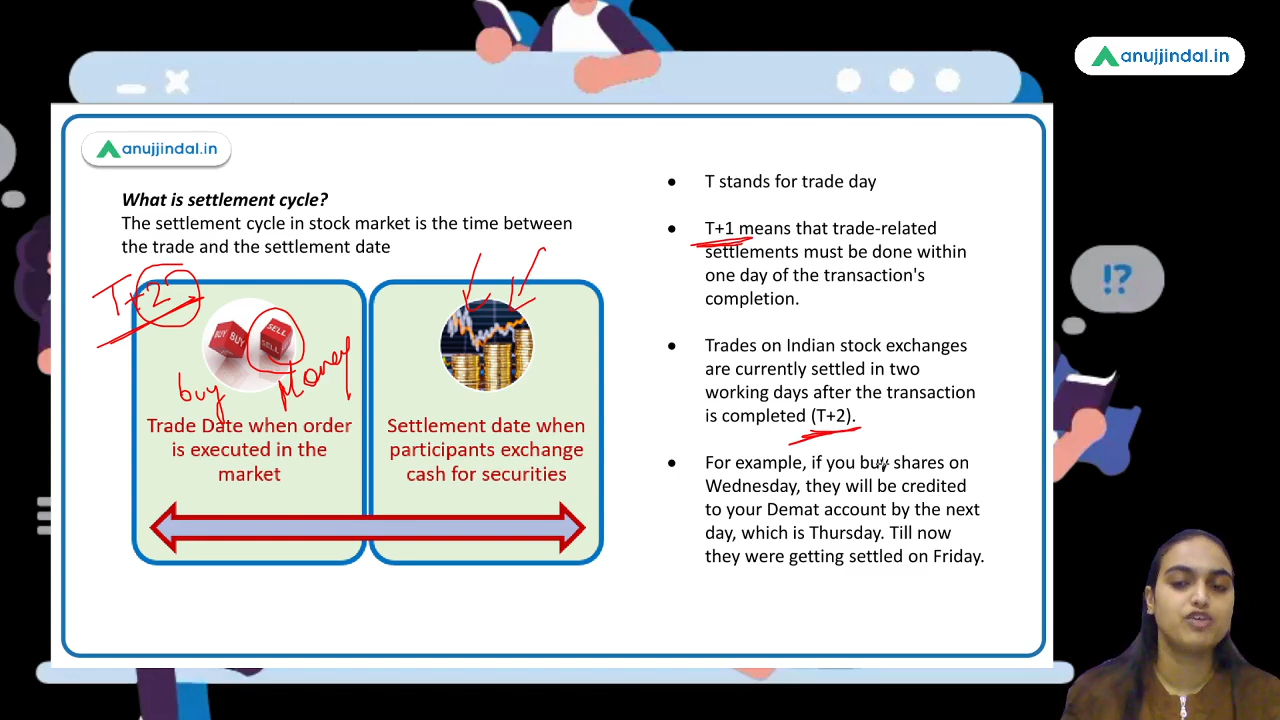 anujjindal.in
anujjindal.in
What is settlement cycle?
The settlement cycle in stock market is the time between
the trade and the settlement date
T+2
BUY BUY
SELL
SELL
buy
Money
Trade Date when order
is executed in the
market
Settlement date when
participants exchange
cash for securities
• T stands for trade day
• T+1 means that trade-related
settlements must be done within
one day of the transaction's
completion.
• Trades on Indian stock exchanges
are currently settled in two
working days after the transaction
is completed (T+2).
• For example, if you buy shares on
Wednesday, they will be credited
to your Demat account by the next
day, which is Thursday. Till now
they were getting settled on Friday.
!?